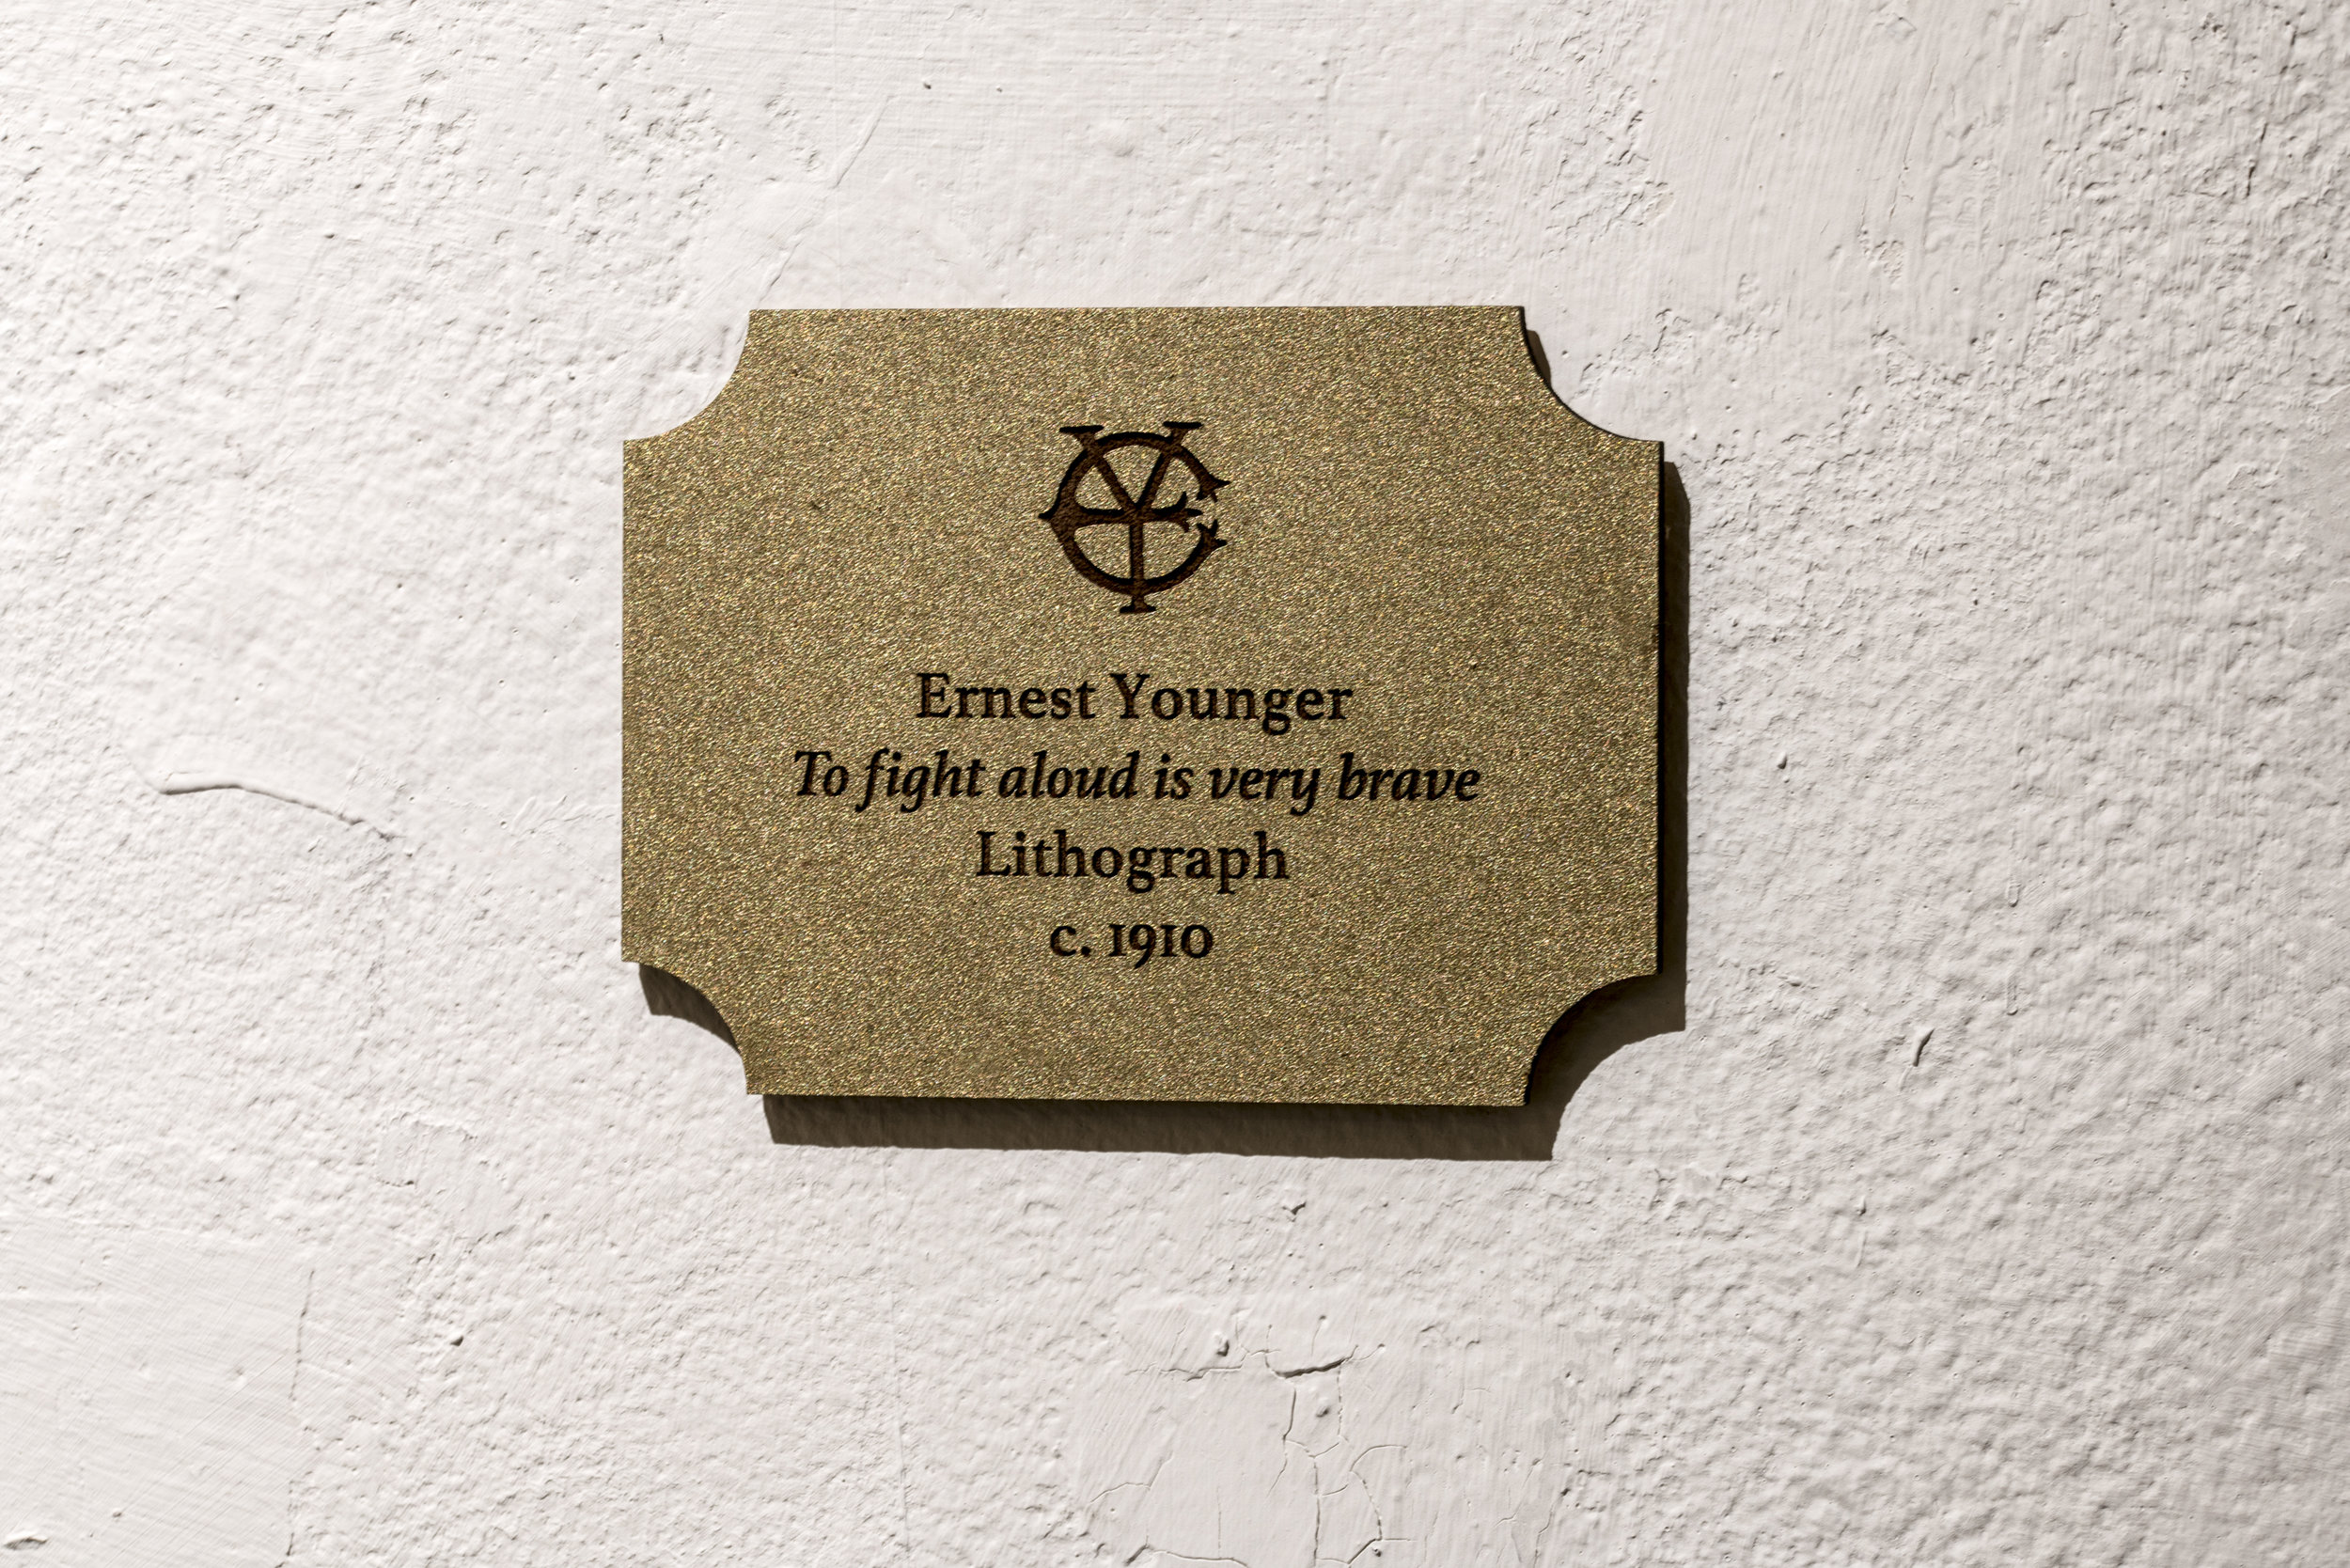 Ernest Younger
To fight aloud is very brave
Lithograph
c. 1910